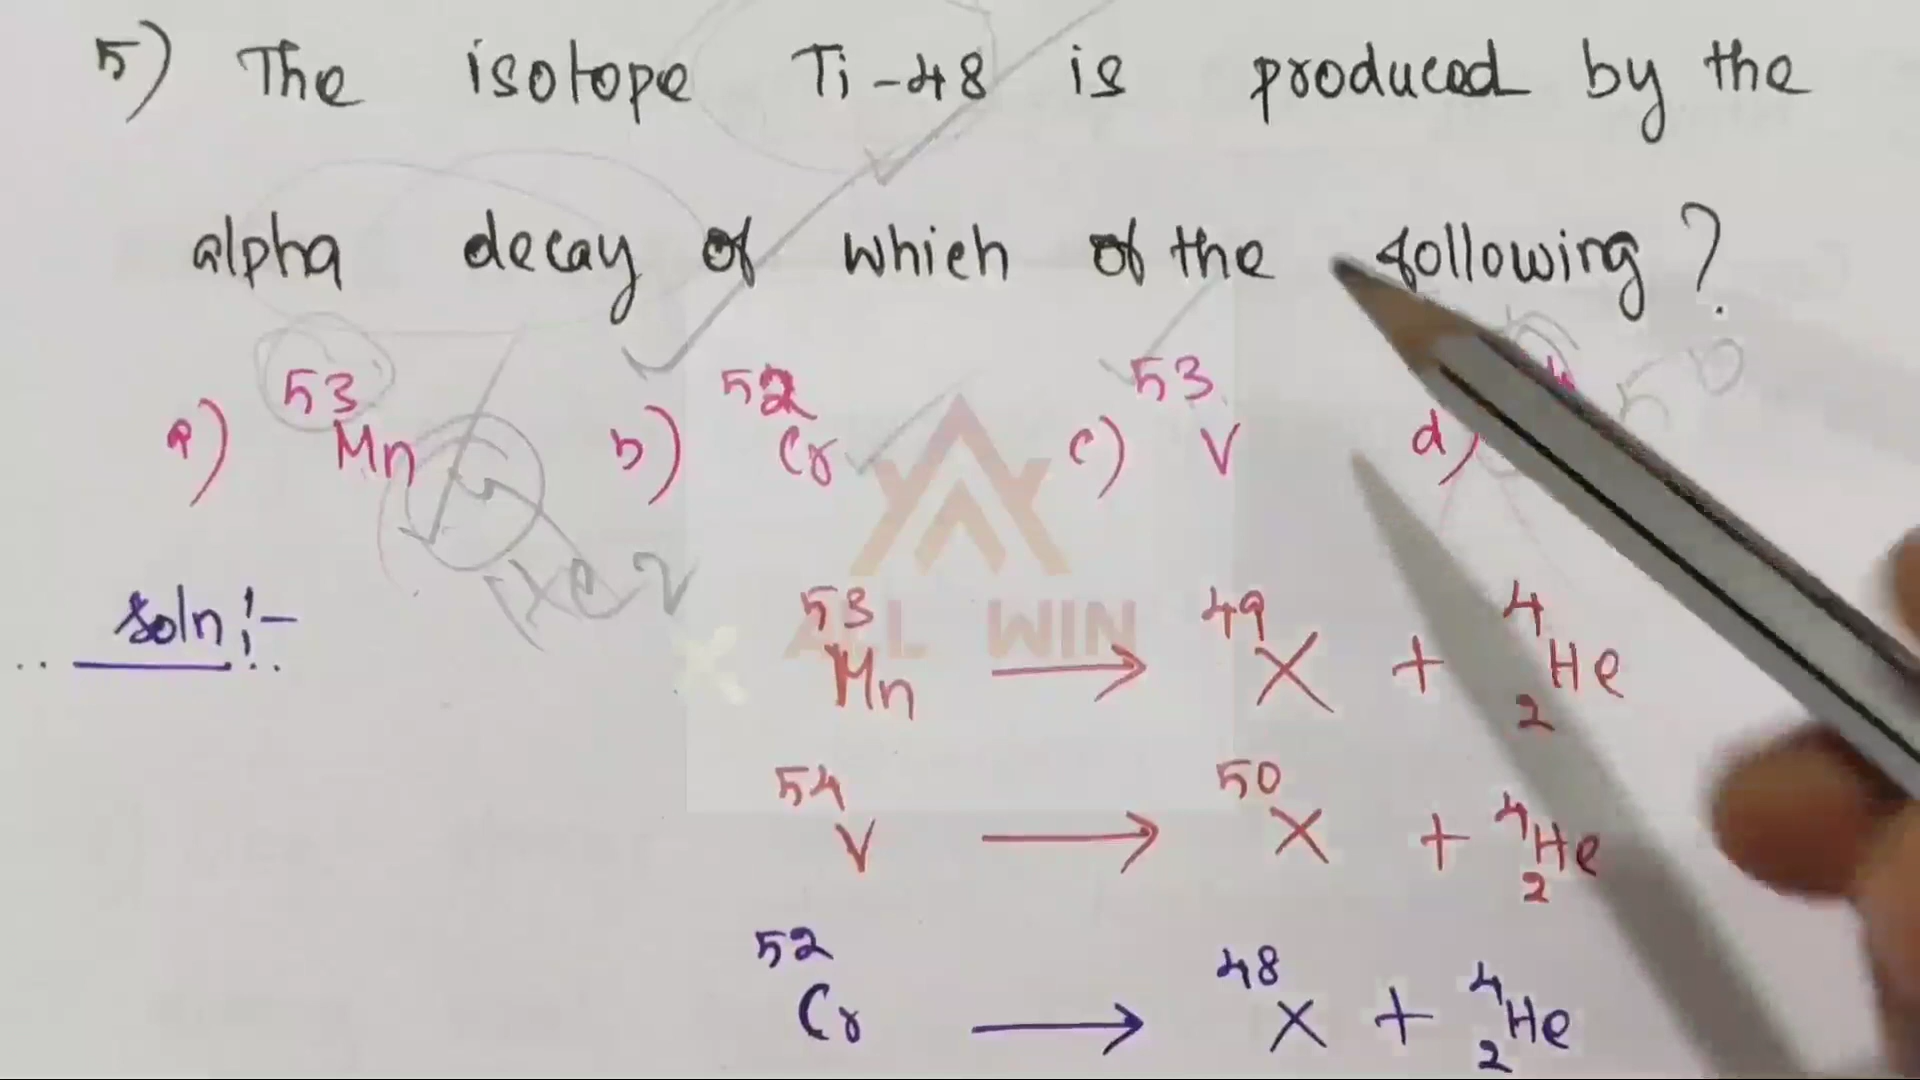 5) The isotope Ti-48 is produced by the
alpha decay of which of the following ?
a) 53 Mn b) 52 Cr c) 53 V d)
soln :-
53 Mn → 49 X + 4 2 He
54 V → 50 X + 4 2 He
52 Cr → 48 X + 4 2 He
ALL WIN